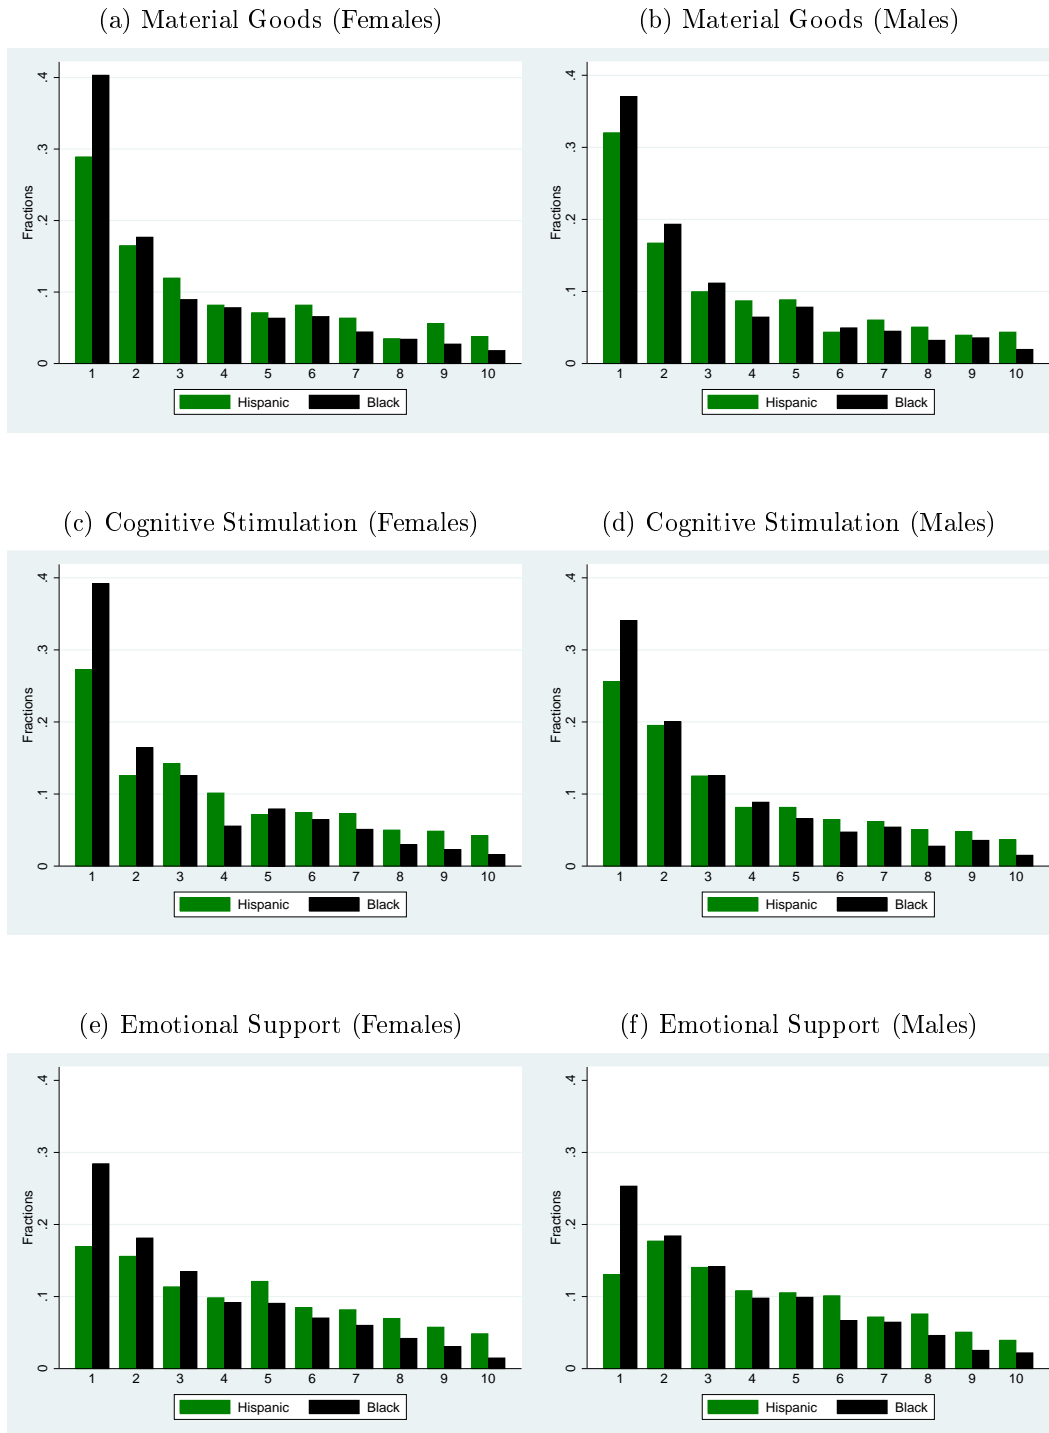 (a) Material Goods (Females)
(b) Material Goods (Males)
Fractions
0 .1 .2 .3 .4
1 2 3 4 5 6 7 8 9 10
Hispanic Black
Fractions
0 .1 .2 .3 .4
1 2 3 4 5 6 7 8 9 10
Hispanic Black
(c) Cognitive Stimulation (Females)
(d) Cognitive Stimulation (Males)
Fractions
0 .1 .2 .3 .4
1 2 3 4 5 6 7 8 9 10
Hispanic Black
Fractions
0 .1 .2 .3 .4
1 2 3 4 5 6 7 8 9 10
Hispanic Black
(e) Emotional Support (Females)
(f) Emotional Support (Males)
Fractions
0 .1 .2 .3 .4
1 2 3 4 5 6 7 8 9 10
Hispanic Black
Fractions
0 .1 .2 .3 .4
1 2 3 4 5 6 7 8 9 10
Hispanic Black